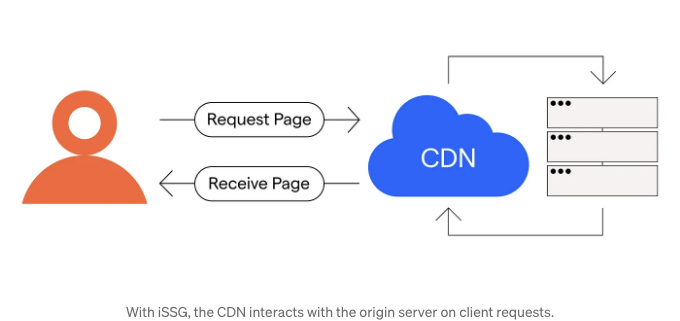 Request Page
CDN
Receive Page
With iSSG, the CDN interacts with the origin server on client requests.